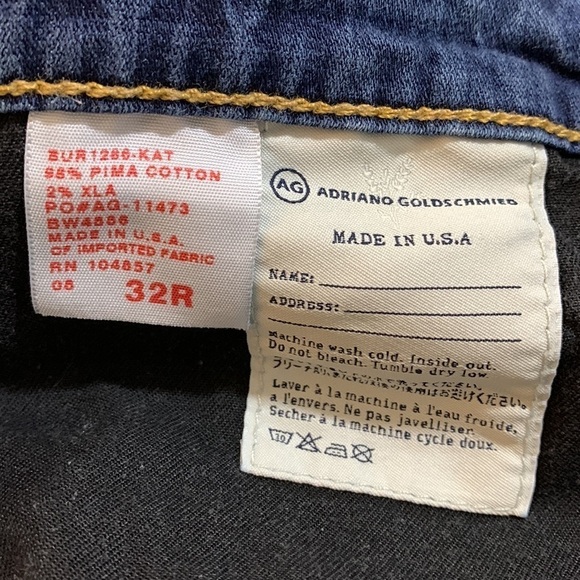 SUR1266-KAT
98% PIMA COTTON
2% XLA
PO#AG-11473
BW4886
MADE IN U.S.A.
OF IMPORTED FABRIC
RN 104857
08 32R
AG ADRIANO GOLDSCHMIED
MADE IN U.S.A
NAME:
ADDRESS:
Machine wash cold. Inside out.
Do not bleach. Tumble dry low
Laver à la machine à l'eau froide,
a l'envers. Ne pas javelliser.
Secher à la machine cycle doux.